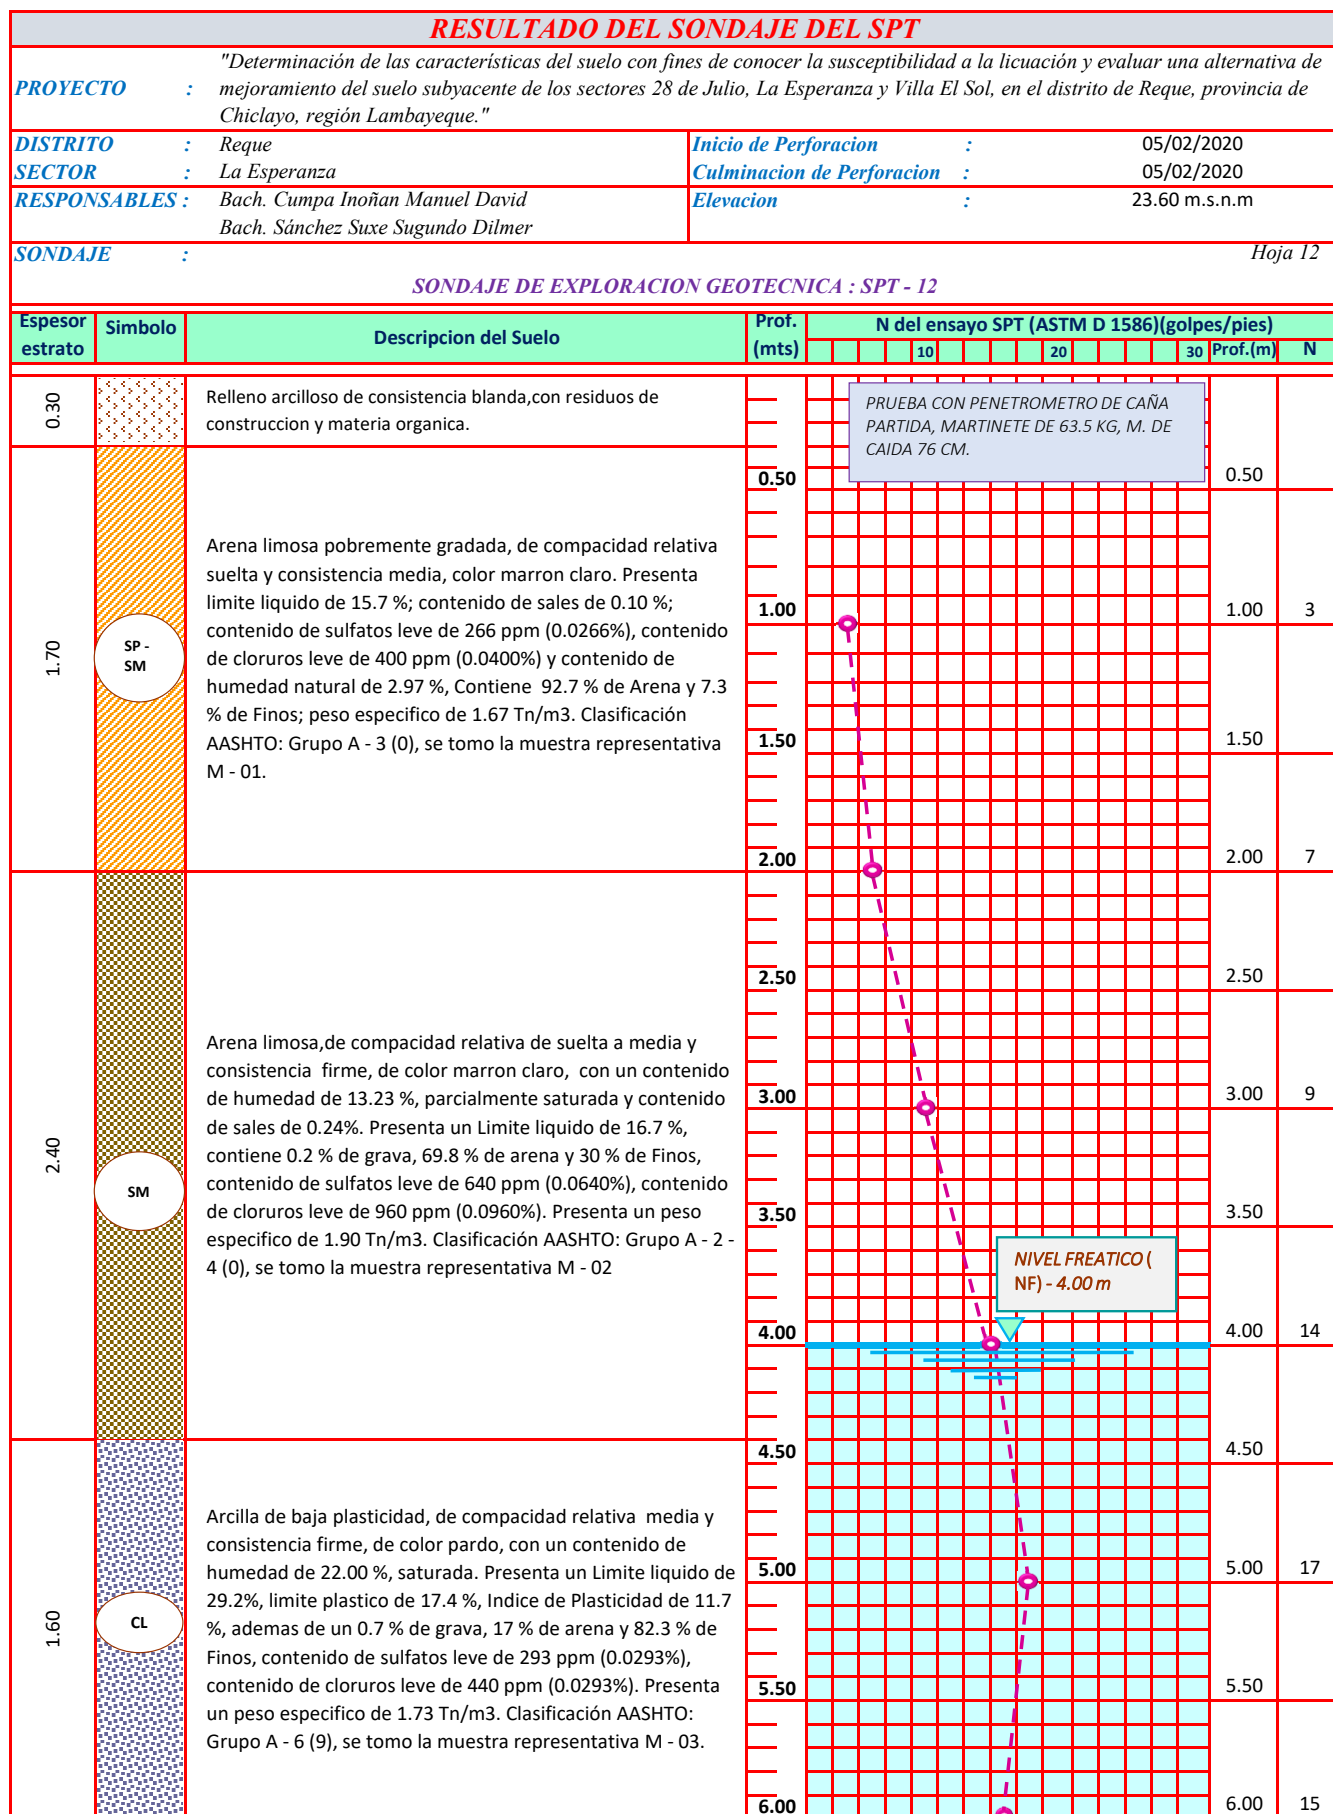 RESULTADO DEL SONDAJE DEL SPT
"Determinación de las características del suelo con fines de conocer la susceptibilidad a la licuación y evaluar una alternativa de
PROYECTO : mejoramiento del suelo subyacente de los sectores 28 de Julio, La Esperanza y Villa El Sol, en el distrito de Reque, provincia de
Chiclayo, región Lambayeque."
DISTRITO : Reque Inicio de Perforacion : 05/02/2020
SECTOR : La Esperanza Culminacion de Perforacion : 05/02/2020
RESPONSABLES : Bach. Cumpa Inoñan Manuel David Elevacion : 23.60 m.s.n.m
Bach. Sánchez Suxe Sugundo Dilmer
SONDAJE : Hoja 12
SONDAJE DE EXPLORACION GEOTECNICA : SPT - 12
Espesor estrato Simbolo Descripcion del Suelo Prof. (mts) N del ensayo SPT (ASTM D 1586)(golpes/pies)
10 20 30 Prof.(m) N
0.30
Relleno arcilloso de consistencia blanda,con residuos de
construccion y materia organica.
PRUEBA CON PENETROMETRO DE CAÑA
PARTIDA, MARTINETE DE 63.5 KG, M. DE
CAIDA 76 CM.
0.50 0.50
1.70
SP -
SM
Arena limosa pobremente gradada, de compacidad relativa
suelta y consistencia media, color marron claro. Presenta
limite liquido de 15.7 %; contenido de sales de 0.10 %;
contenido de sulfatos leve de 266 ppm (0.0266%), contenido
de cloruros leve de 400 ppm (0.0400%) y contenido de
humedad natural de 2.97 %, Contiene 92.7 % de Arena y 7.3
% de Finos; peso especifico de 1.67 Tn/m3. Clasificación
AASHTO: Grupo A - 3 (0), se tomo la muestra representativa
M - 01.
1.00 1.00 3
1.50 1.50
2.00 2.00 7
2.50 2.50
2.40
SM
Arena limosa,de compacidad relativa de suelta a media y
consistencia firme, de color marron claro, con un contenido
de humedad de 13.23 %, parcialmente saturada y contenido
de sales de 0.24%. Presenta un Limite liquido de 16.7 %,
contiene 0.2 % de grava, 69.8 % de arena y 30 % de Finos,
contenido de sulfatos leve de 640 ppm (0.0640%), contenido
de cloruros leve de 960 ppm (0.0960%). Presenta un peso
especifico de 1.90 Tn/m3. Clasificación AASHTO: Grupo A - 2 -
4 (0), se tomo la muestra representativa M - 02
3.00 3.00 9
3.50 3.50
NIVEL FREATICO (
NF) - 4.00 m
4.00 4.00 14
4.50 4.50
1.60
CL
Arcilla de baja plasticidad, de compacidad relativa media y
consistencia firme, de color pardo, con un contenido de
humedad de 22.00 %, saturada. Presenta un Limite liquido de
29.2%, limite plastico de 17.4 %, Indice de Plasticidad de 11.7
%, ademas de un 0.7 % de grava, 17 % de arena y 82.3 % de
Finos, contenido de sulfatos leve de 293 ppm (0.0293%),
contenido de cloruros leve de 440 ppm (0.0293%). Presenta
un peso especifico de 1.73 Tn/m3. Clasificación AASHTO:
Grupo A - 6 (9), se tomo la muestra representativa M - 03.
5.00 5.00 17
5.50 5.50
6.00 6.00 15